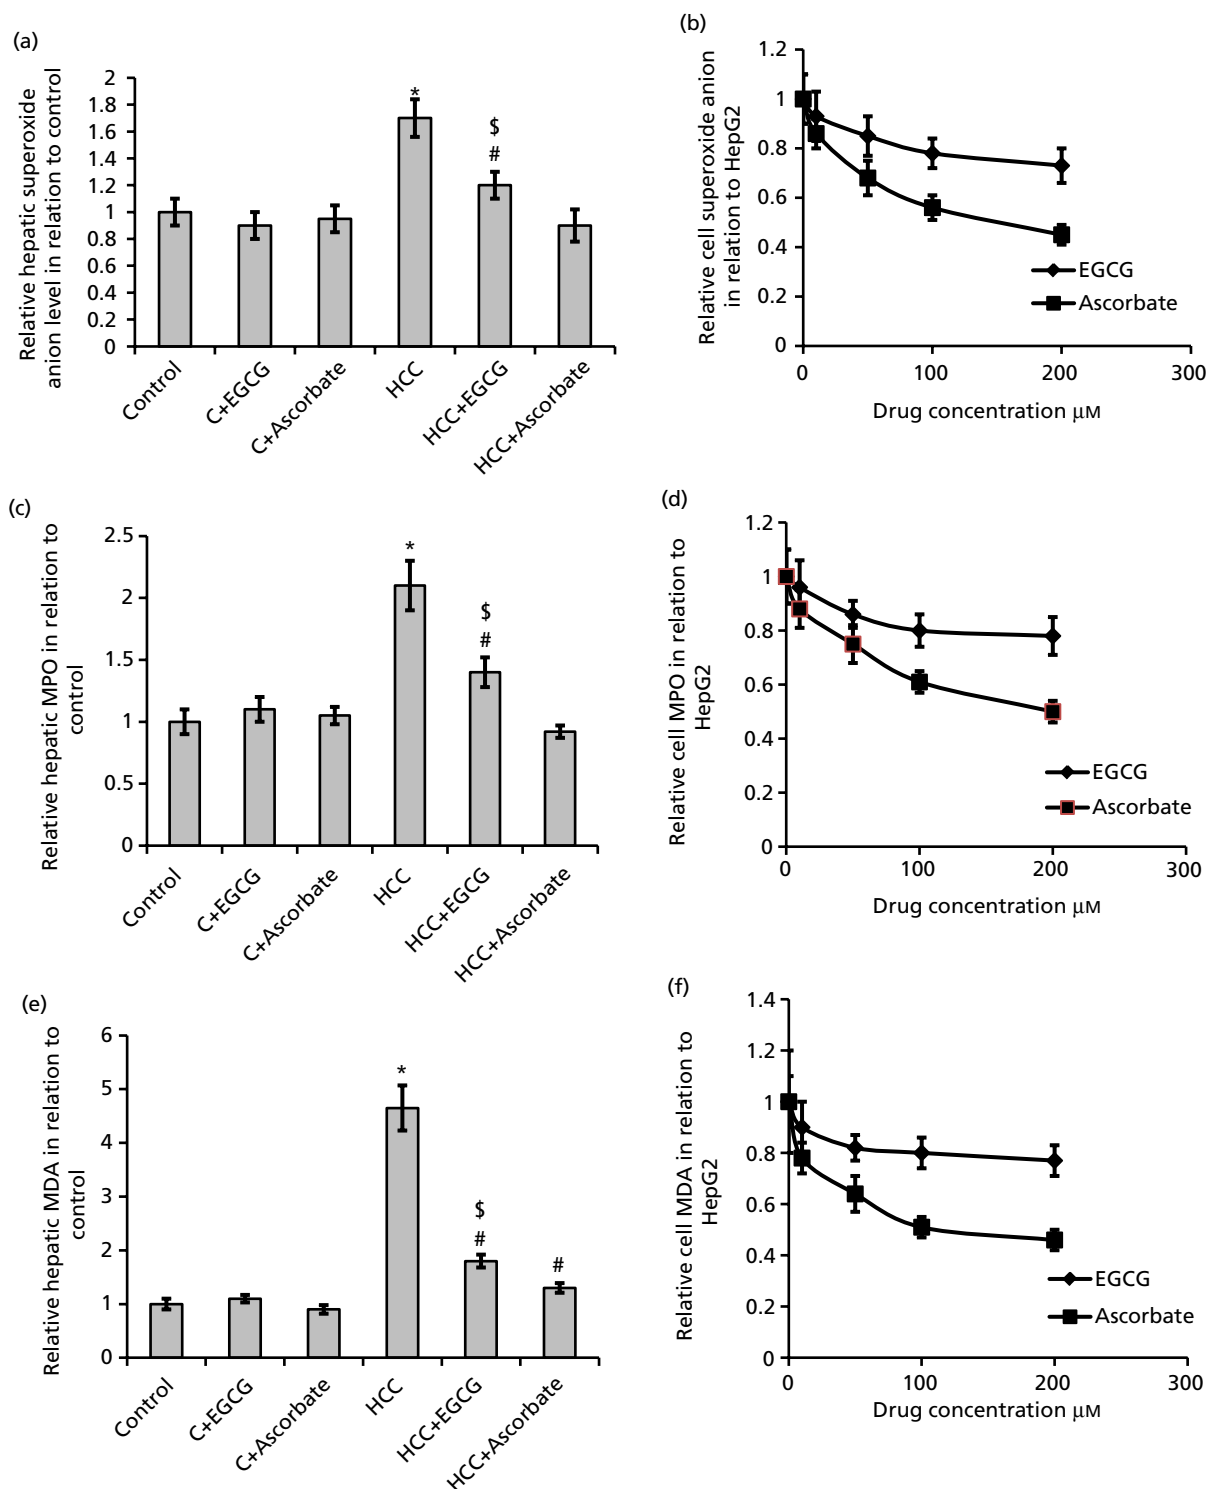 (a)
Relative hepatic superoxide
anion level in relation to control
2
1.8
1.6
1.4
1.2
1
0.8
0.6
0.4
0.2
0
*
$
#
Control
C+EGCG
C+Ascorbate
HCC
HCC+EGCG
HCC+Ascorbate
(b)
Relative cell superoxide anion
in relation to HepG2
1.2
1
0.8
0.6
0.4
0.2
0
EGCG
Ascorbate
0 100 200 300
Drug concentration μM
(c)
Relative hepatic MPO in relation to
control
2.5
2
1.5
1
0.5
0
*
$
#
Control
C+EGCG
C+Ascorbate
HCC
HCC+EGCG
HCC+Ascorbate
(d)
Relative cell MPO in relation to
HepG2
1.2
1
0.8
0.6
0.4
0.2
0
EGCG
Ascorbate
0 100 200 300
Drug concentration μM
(e)
Relative hepatic MDA in relation to
control
6
5
4
3
2
1
0
*
$
#
#
Control
C+EGCG
C+Ascorbate
HCC
HCC+EGCG
HCC+Ascorbate
(f)
Relative cell MDA in relation to
HepG2
1.4
1.2
1
0.8
0.6
0.4
0.2
0
EGCG
Ascorbate
0 100 200 300
Drug concentration μM